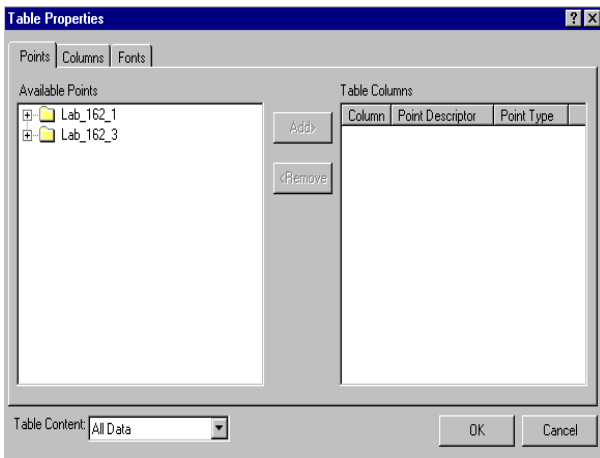 Table Properties
Points Columns Fonts
Available Points
Table Columns
Lab_162_1
Lab_162_3
Add>
<Remove
Column Point Descriptor Point Type
Table Content: All Data
OK Cancel